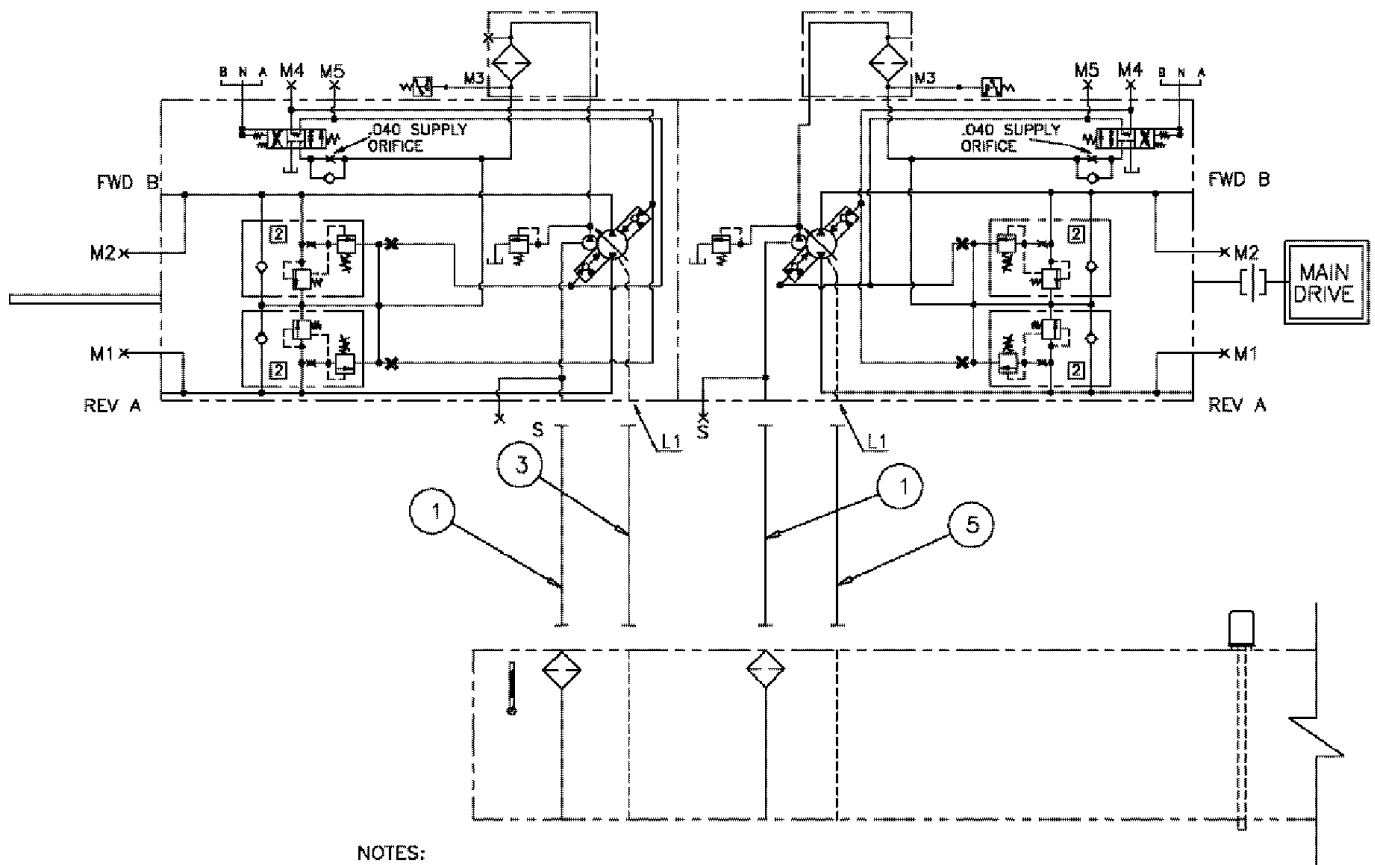 B N A
M4
M5
M3
.040 SUPPLY
ORIFICE
FWD B
2
M2
M1
2
REV A
S
L1
M3
M5
M4
B N A
.040 SUPPLY
ORIFICE
FWD B
2
M2
MAIN
DRIVE
M1
2
REV A
S
L1
1
3
1
5
NOTES: